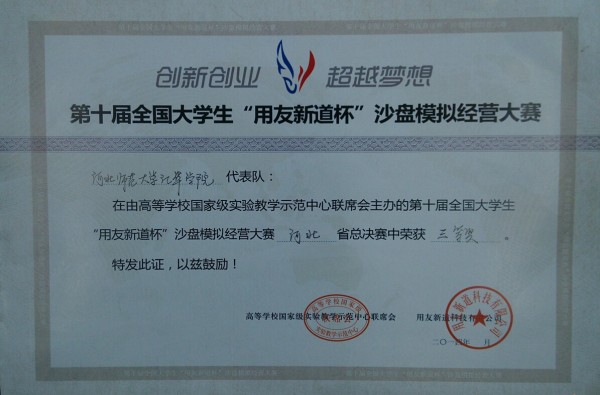 创新创业 超越梦想
第十届全国大学生“用友新道杯”沙盘模拟经营大赛
河北师范大学汇华学院 代表队：
在由高等学校国家级实验教学示范中心联席会主办的第十届全国大学生
“用友新道杯”沙盘模拟经营大赛 河北 省总决赛中荣获 三等奖 。
特发此证，以兹鼓励！
高等学校国家级实验教学示范中心联席会 用友新道科技有限公司
二〇一四年 月